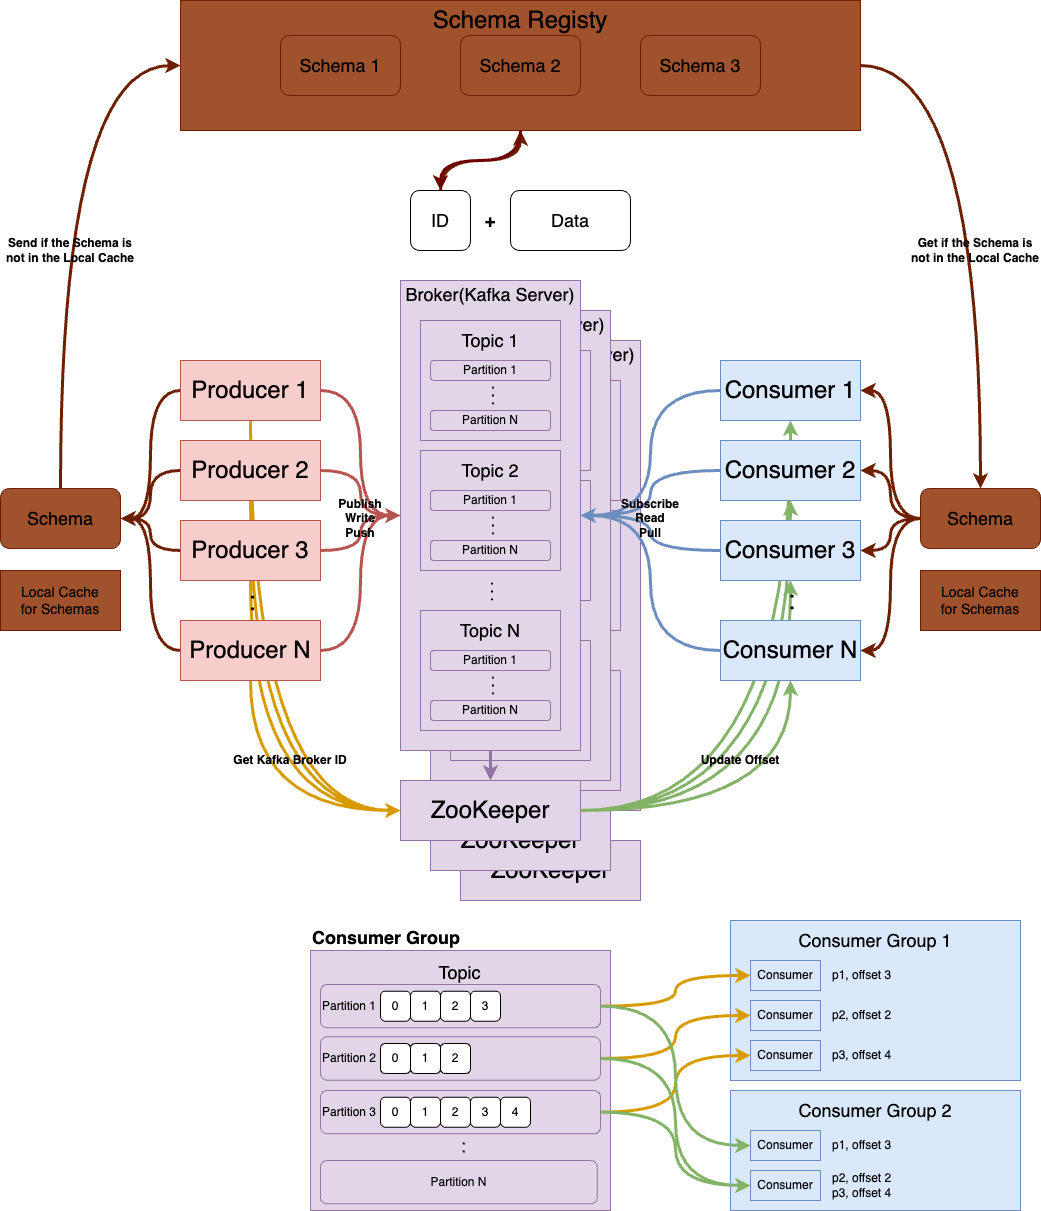 Schema Registy
Schema 1
Schema 2
Schema 3
ID
+
Data
Send if the Schema is
not in the Local Cache
Get if the Schema is
not in the Local Cache
Broker(Kafka Server)
ver)
ver)
Topic 1
Partition 1
Partition N
Topic 2
Partition 1
Partition N
Topic N
Partition 1
Partition N
Producer 1
Producer 2
Producer 3
Producer N
Publish
Write
Push
Subscribe
Read
Pull
Consumer 1
Consumer 2
Consumer 3
Consumer N
Schema
Local Cache
for Schemas
Schema
Local Cache
for Schemas
Get Kafka Broker ID
Update Offset
ZooKeeper
ZooKeeper
ZooKeeper
Consumer Group
Topic
Partition 1
0
1
2
3
Partition 2
0
1
2
Partition 3
0
1
2
3
4
Partition N
Consumer Group 1
Consumer
p1, offset 3
Consumer
p2, offset 2
Consumer
p3, offset 4
Consumer Group 2
Consumer
p1, offset 3
Consumer
p2, offset 2
p3, offset 4